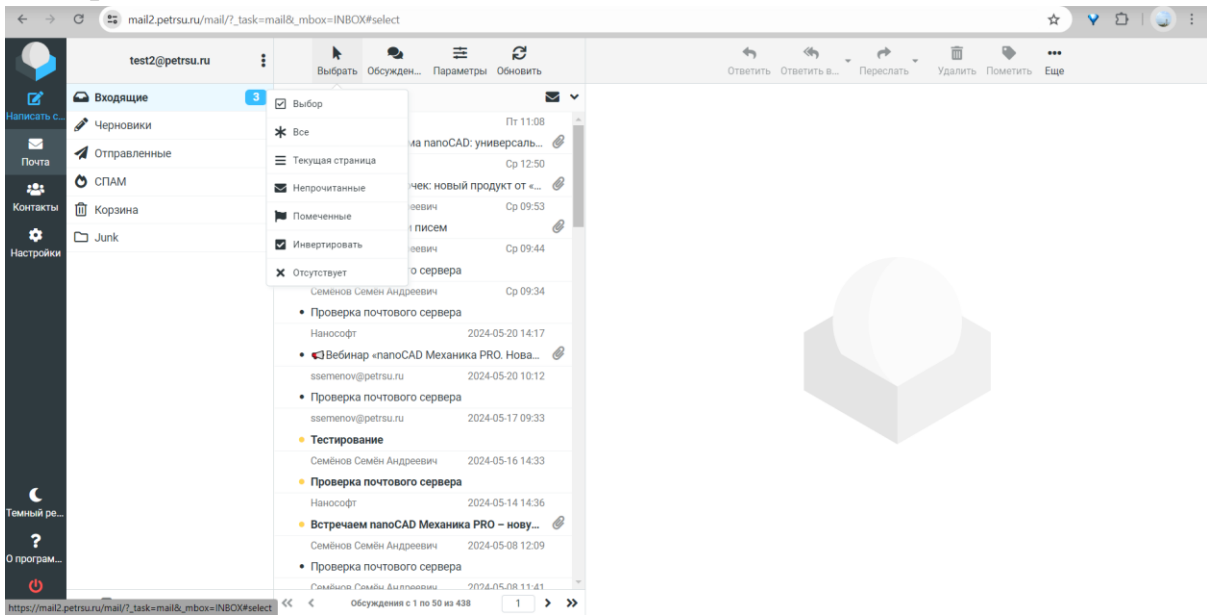 mail2.petrsu.ru/mail/?_task=mail&_mbox=INBOX#select
test2@petrsu.ru
Выбрать Обсужден... Параметры Обновить
Ответить Ответить в... Переслать Удалить Пометить Еще
Написать с...
Почта
Контакты
Настройки
Темный ре...
О програм...
Входящие 3
Черновики
Отправленные
СПАМ
Корзина
Junk
Выбор
Все
Текущая страница
Непрочитанные
Помеченные
Инвертировать
Отсутствует
Пт 11:08
ма nanoCAD: универсаль...
Ср 12:50
чек: новый продукт от «...
еевич Ср 09:53
писем
еевич Ср 09:44
о сервера
Семёнов Семён Андреевич Ср 09:34
• Проверка почтового сервера
Нанософт 2024-05-20 14:17
• 📢Вебинар «nanoCAD Механика PRO. Нова...
ssemenov@petrsu.ru 2024-05-20 10:12
• Проверка почтового сервера
ssemenov@petrsu.ru 2024-05-17 09:33
• Тестирование
Семёнов Семён Андреевич 2024-05-16 14:33
• Проверка почтового сервера
Нанософт 2024-05-14 14:36
• Встречаем nanoCAD Механика PRO – нову...
Семёнов Семён Андреевич 2024-05-08 12:09
• Проверка почтового сервера
Семёнов Семён Андреевич 2024-05-08 11:41
https://mail2.petrsu.ru/mail/?_task=mail&_mbox=INBOX#select
Обсуждения с 1 по 50 из 438 1